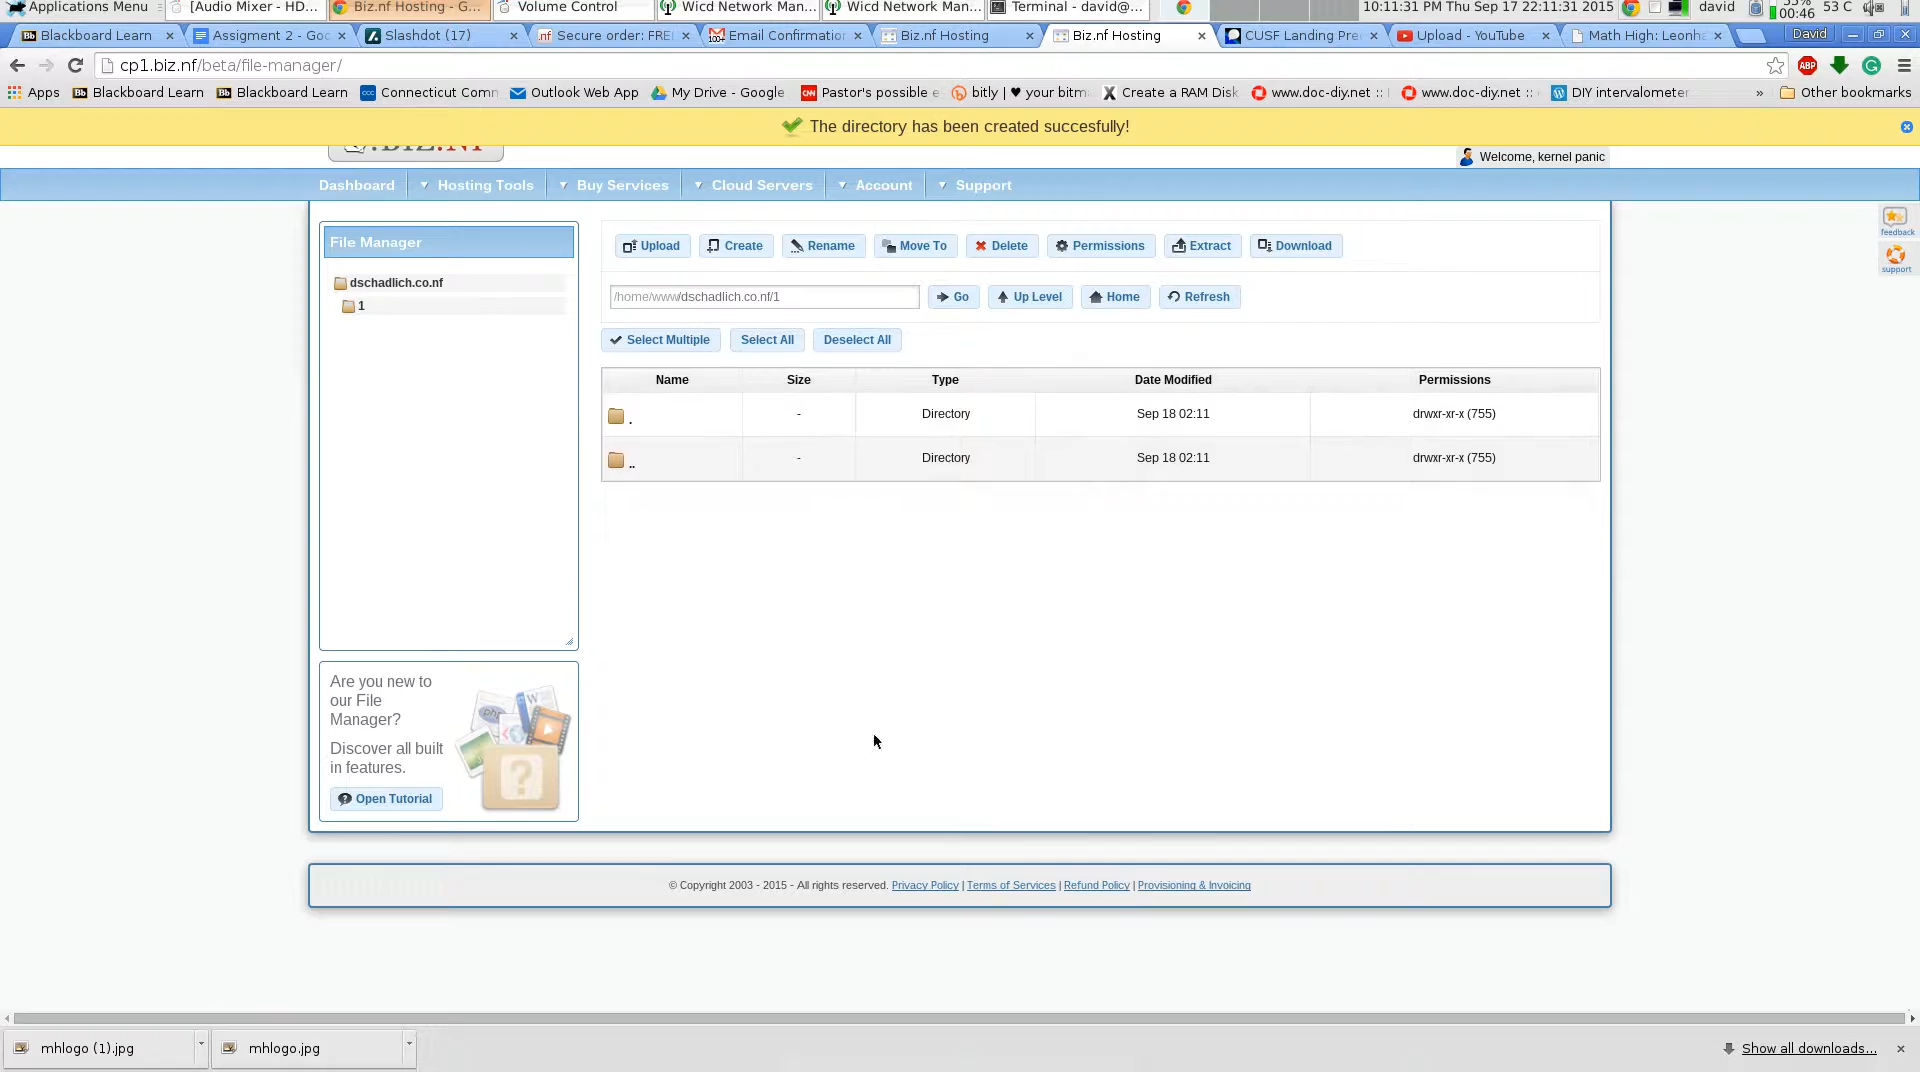 Applications Menu [Audio Mixer - HD... Biz.nf Hosting - G... Volume Control Wicd Network Man... Wicd Network Man... Terminal - david@... 10:11:31 PM Thu Sep 17 22:11:31 2015 david 00:46 53 C
Blackboard Learn Assigment 2 - Goo Slashdot (17) Secure order: FREE Email Confirmation Biz.nf Hosting Biz.nf Hosting CUSF Landing Pre Upload - YouTube Math High: Leonha David
cp1.biz.nf/beta/file-manager/
Apps Blackboard Learn Blackboard Learn Connecticut Comm Outlook Web App My Drive - Google Pastor's possible e bitly | ♥ your bitm Create a RAM Disk www.doc-diy.net :: www.doc-diy.net :: DIY intervalometer » Other bookmarks
The directory has been created succesfully!
Welcome, kernel panic
Dashboard Hosting Tools Buy Services Cloud Servers Account Support
feedback
support
File Manager
dschadlich.co.nf
1
Upload Create Rename Move To Delete Permissions Extract Download
/home/www/dschadlich.co.nf/1 Go Up Level Home Refresh
Select Multiple Select All Deselect All
Name Size Type Date Modified Permissions
. - Directory Sep 18 02:11 drwxr-xr-x (755)
.. - Directory Sep 18 02:11 drwxr-xr-x (755)
Are you new to
our File
Manager?
Discover all built
in features.
Open Tutorial
© Copyright 2003 - 2015 - All rights reserved. Privacy Policy | Terms of Services | Refund Policy | Provisioning & Invoicing
mhlogo (1).jpg mhlogo.jpg Show all downloads...